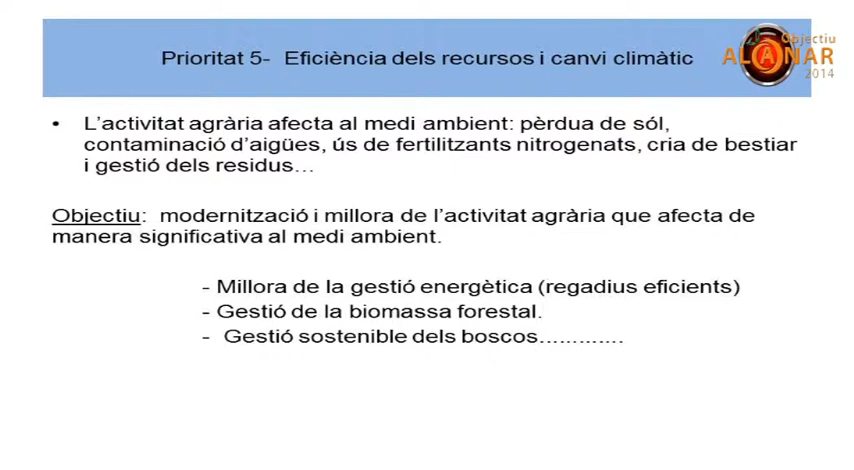 Prioritat 5-  Eficiència dels recursos i canvi climàtic
Objectiu
ALANAR
2014
• L’activitat agrària afecta al medi ambient: pèrdua de sól,
contaminació d’aigües, ús de fertilitzants nitrogenats, cria de bestiar
i gestió dels residus…
Objectiu:  modernització i millora de l’activitat agrària que afecta de
manera significativa al medi ambient.
- Millora de la gestió energètica (regadius eficients)
- Gestió de la biomassa forestal.
-  Gestió sostenible dels boscos.............